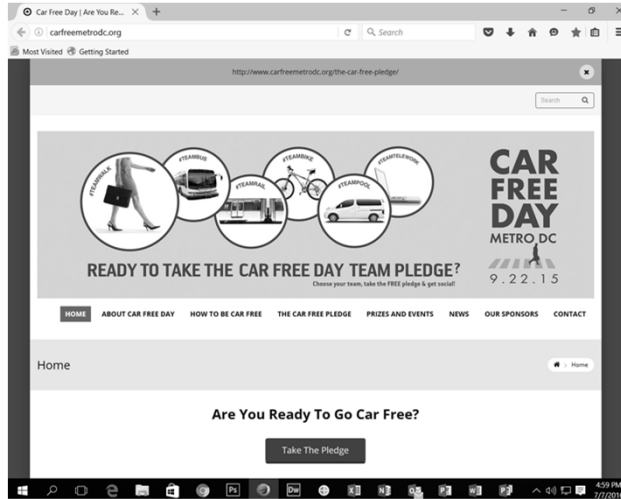 Car Free Day | Are You Re...
carfreemetrodc.org
Search
Most Visited
Getting Started
http://www.carfreemetrodc.org/the-car-free-pledge/
Search
#TEAMWALK
#TEAMBUS
#TEAMRAIL
#TEAMBIKE
#TEAMPOOL
#TEAMTELEWORK
CAR
FREE
DAY
METRO DC
9.22.15
READY TO TAKE THE CAR FREE DAY TEAM PLEDGE?
Choose your team, take the FREE pledge & get social!
HOME ABOUT CAR FREE DAY HOW TO BE CAR FREE THE CAR FREE PLEDGE PRIZES AND EVENTS NEWS OUR SPONSORS CONTACT
Home
> Home
Are You Ready To Go Car Free?
Take The Pledge
Ps
Dw
4:59 PM